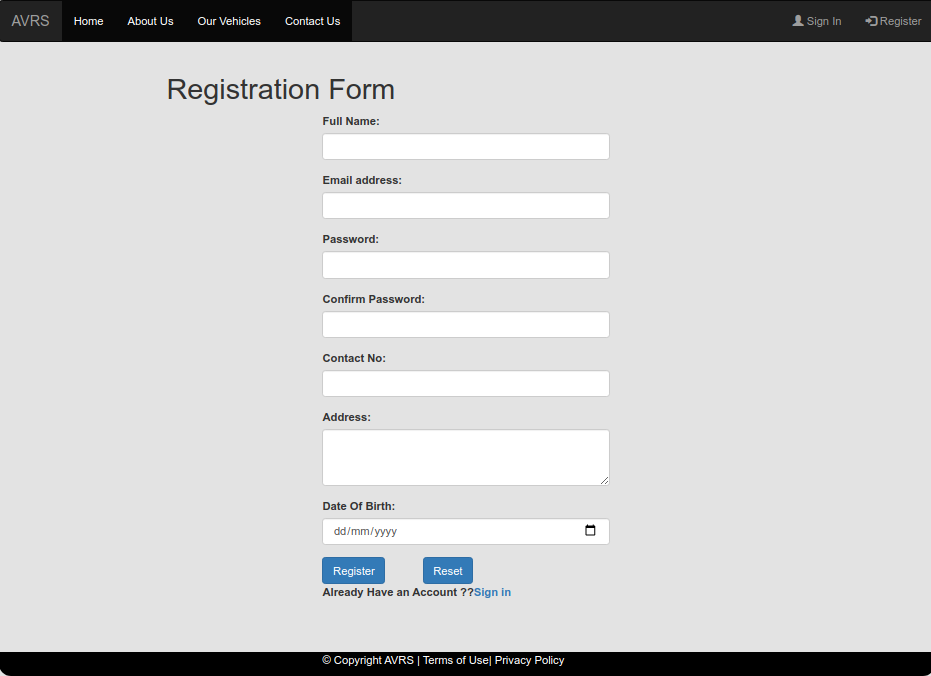 AVRS Home About Us Our Vehicles Contact Us Sign In Register
Registration Form
Full Name:
Email address:
Password:
Confirm Password:
Contact No:
Address:
Date Of Birth:
dd/mm/yyyy
Register Reset
Already Have an Account ??Sign in
© Copyright AVRS | Terms of Use| Privacy Policy